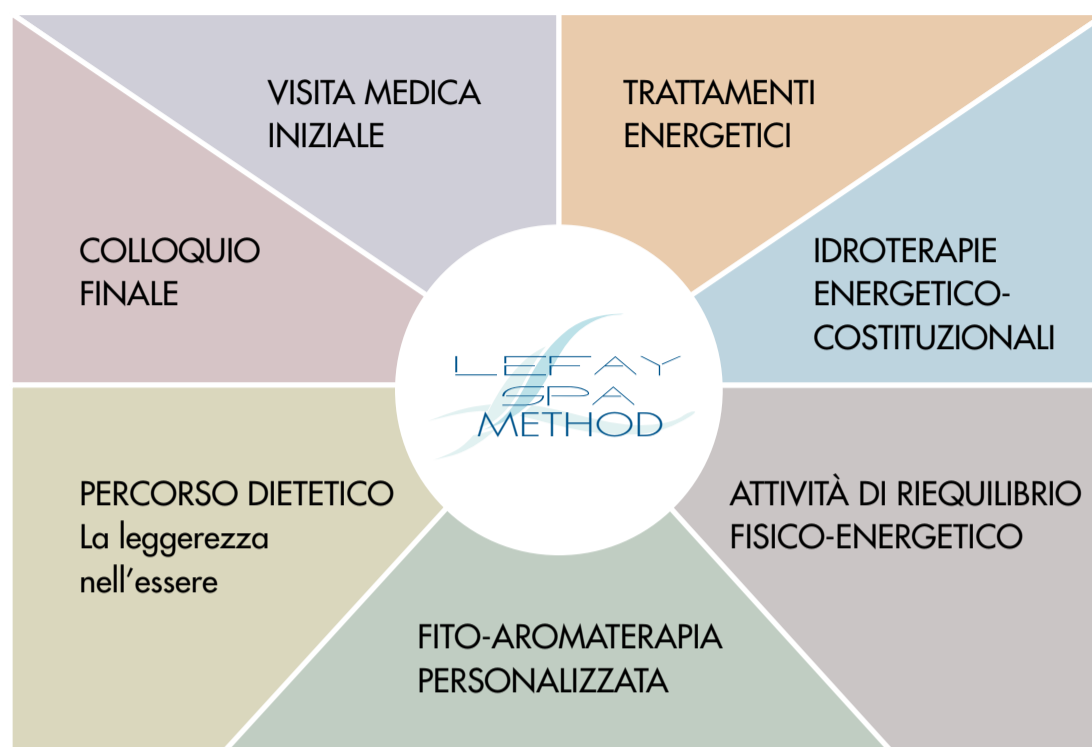 VISITA MEDICA
INIZIALE
TRATTAMENTI
ENERGETICI
COLLOQUIO
FINALE
IDROTERAPIE
ENERGETICO-
COSTITUZIONALI
LEFAY
SPA
METHOD
PERCORSO DIETETICO
La leggerezza
nell'essere
ATTIVITÀ DI RIEQUILIBRIO
FISICO-ENERGETICO
FITO-AROMATERAPIA
PERSONALIZZATA